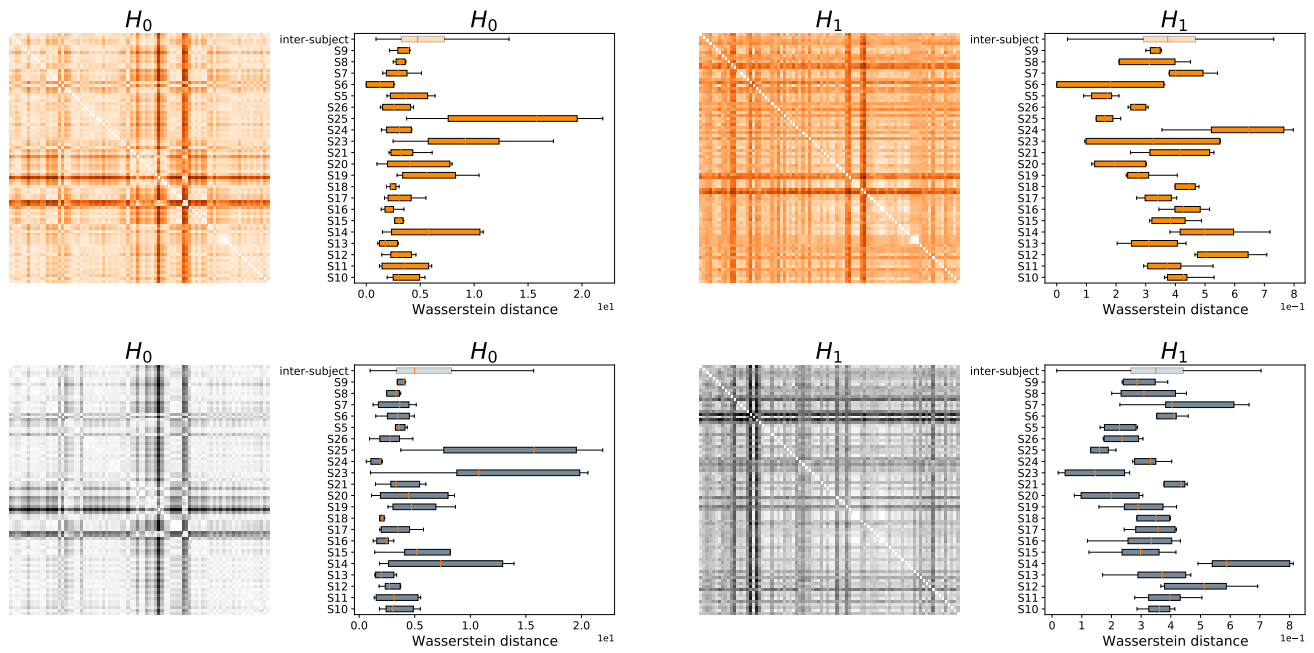 H0
H0
inter-subject
S9
S8
S7
S6
S5
S26
S25
S24
S23
S21
S20
S19
S18
S17
S16
S15
S14
S13
S12
S11
S10
0.0 0.5 1.0 1.5 2.0
1e1
Wasserstein distance
H1
H1
inter-subject
S9
S8
S7
S6
S5
S26
S25
S24
S23
S21
S20
S19
S18
S17
S16
S15
S14
S13
S12
S11
S10
0 1 2 3 4 5 6 7 8
1e−1
Wasserstein distance
H0
H0
inter-subject
S9
S8
S7
S6
S5
S26
S25
S24
S23
S21
S20
S19
S18
S17
S16
S15
S14
S13
S12
S11
S10
0.0 0.5 1.0 1.5 2.0
1e1
Wasserstein distance
H1
H1
inter-subject
S9
S8
S7
S6
S5
S26
S25
S24
S23
S21
S20
S19
S18
S17
S16
S15
S14
S13
S12
S11
S10
0 1 2 3 4 5 6 7 8
1e−1
Wasserstein distance